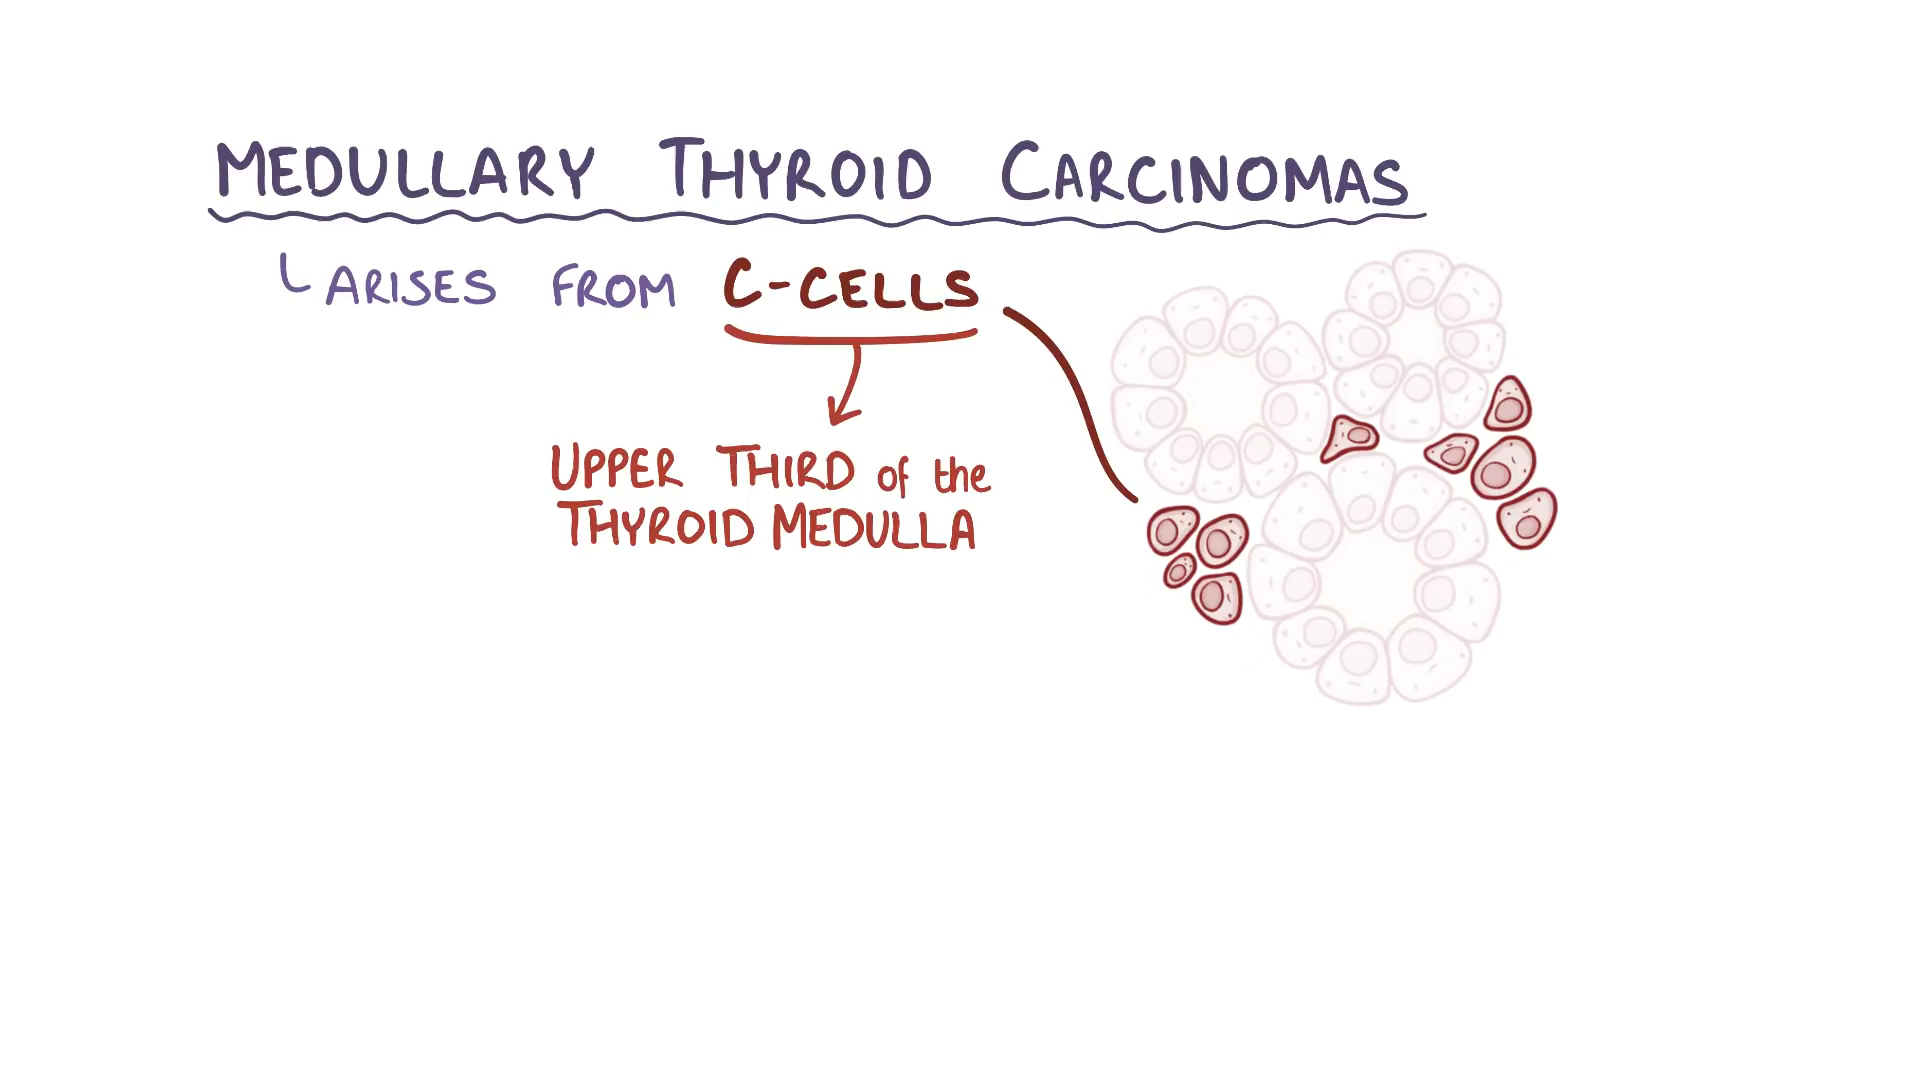 MEDULLARY THYROID CARCINOMAS
ARISES FROM C-CELLS
UPPER THIRD of the
THYROID MEDULLA